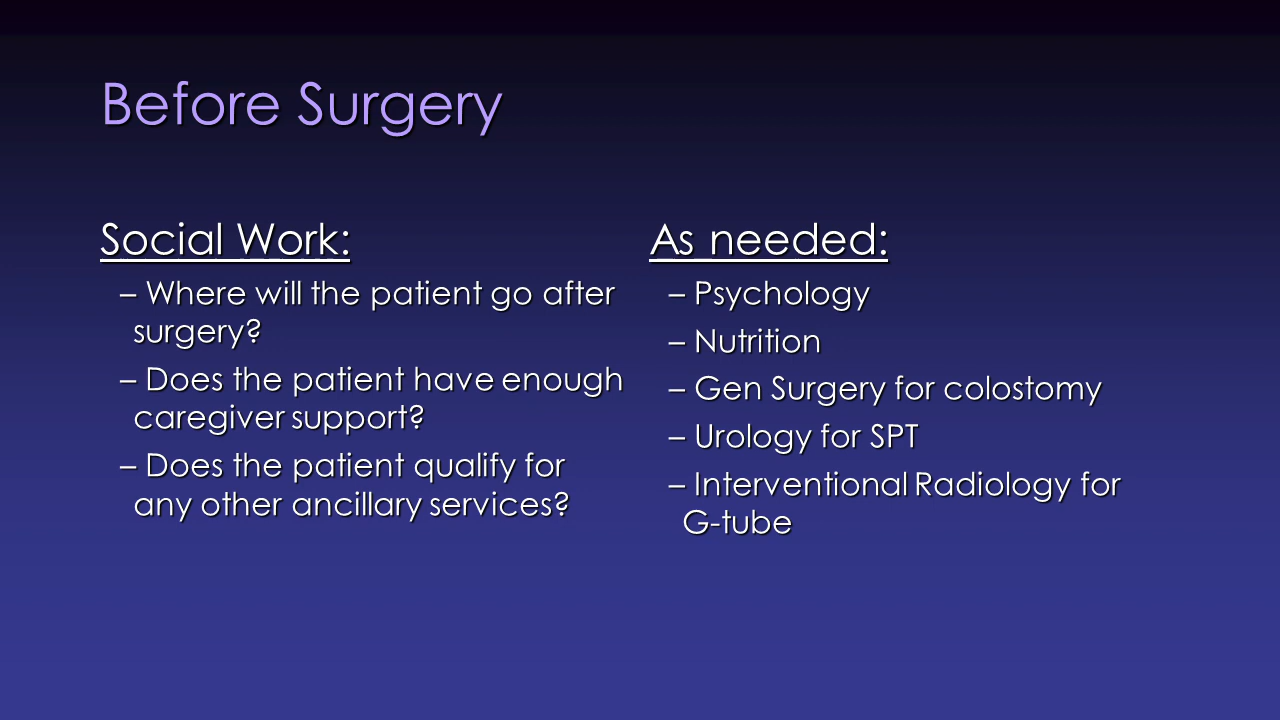 Before Surgery
Social Work:
– Where will the patient go after
surgery?
– Does the patient have enough
caregiver support?
– Does the patient qualify for
any other ancillary services?
As needed:
– Psychology
– Nutrition
– Gen Surgery for colostomy
– Urology for SPT
– Interventional Radiology for
G-tube